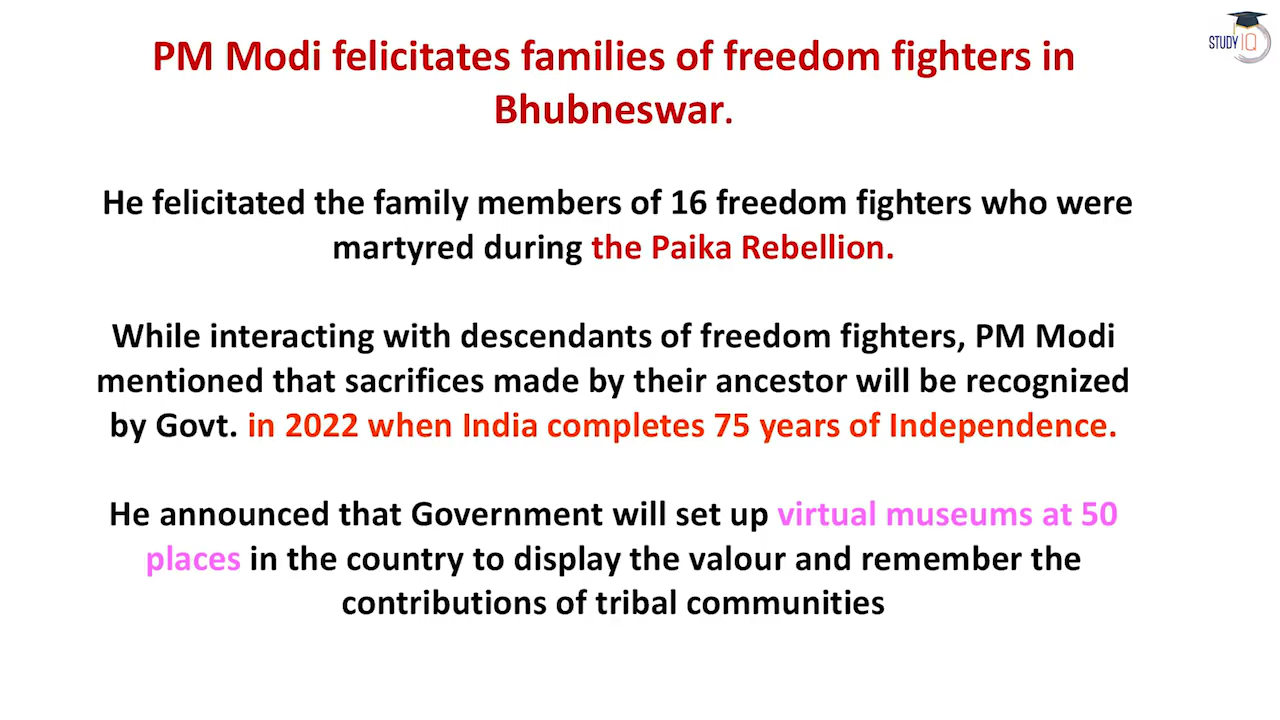 PM Modi felicitates families of freedom fighters in
Bhubneswar.
STUDY IQ
He felicitated the family members of 16 freedom fighters who were
martyred during the Paika Rebellion.
While interacting with descendants of freedom fighters, PM Modi
mentioned that sacrifices made by their ancestor will be recognized
by Govt. in 2022 when India completes 75 years of Independence.
He announced that Government will set up virtual museums at 50
places in the country to display the valour and remember the
contributions of tribal communities